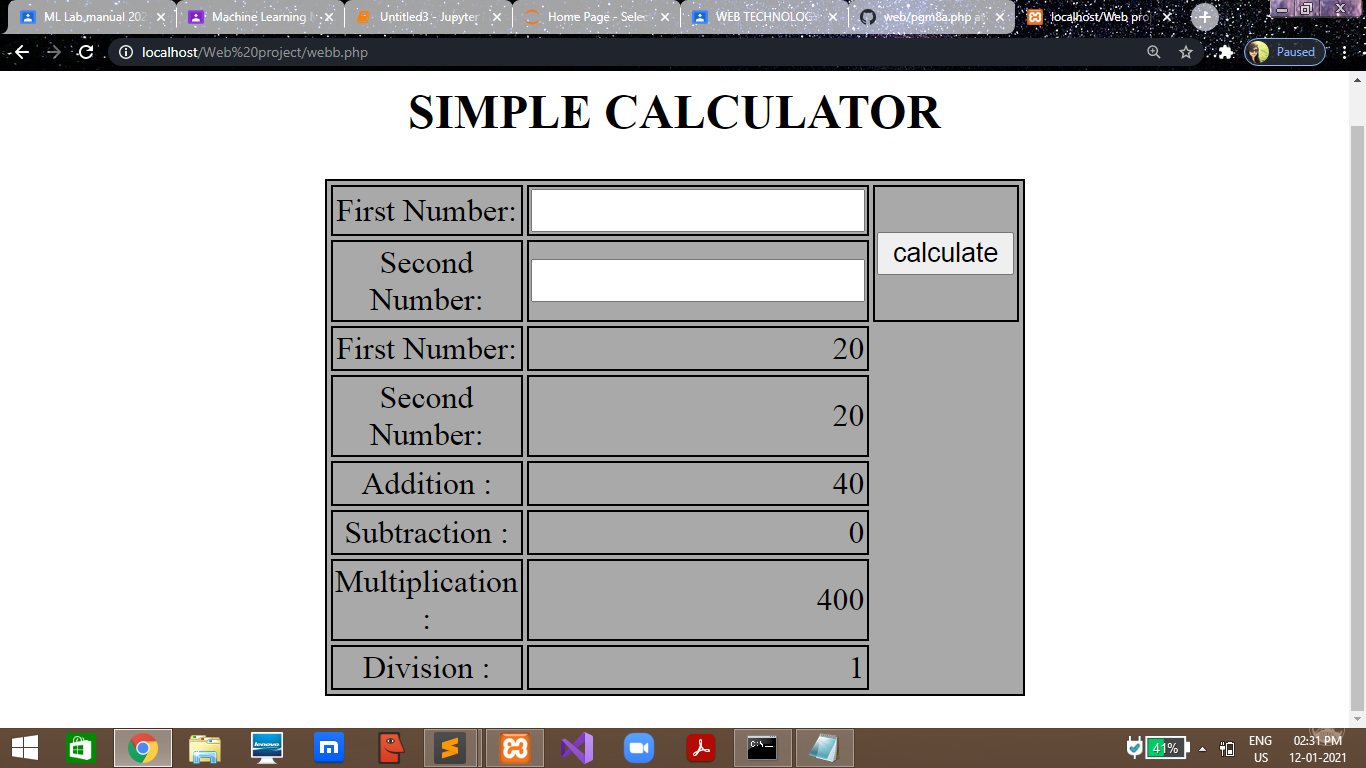 ML Lab,manual 202
Machine Learning
Untitled3 - Jupyter
Home Page - Selec
WEB TECHNOLOG
web/pgm8a.php a
localhost/Web pro
localhost/Web%20project/webb.php
Paused
SIMPLE CALCULATOR
First Number:
calculate
Second
Number:
First Number: 20
Second
Number: 20
Addition : 40
Subtraction : 0
Multiplication
: 400
Division : 1
lenovo
C:\
41%
ENG
US
02:31 PM
12-01-2021